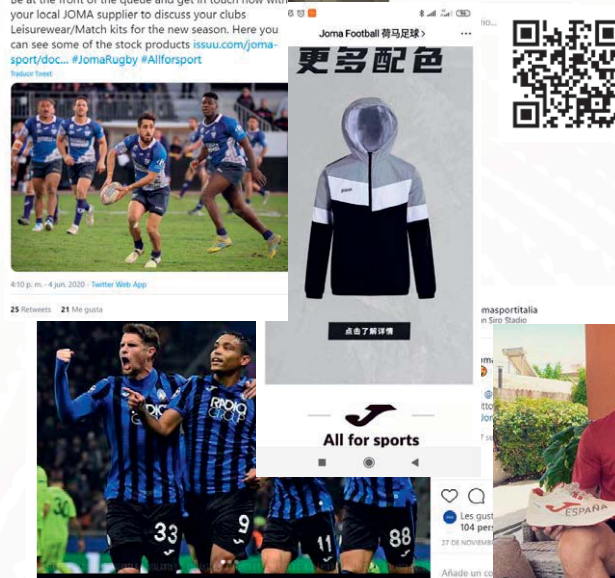 Be at the front of the queue and get in touch now with
your local JOMA supplier to discuss your clubs
Leisurewear/Match kits for the new season. Here you
can see some of the stock products issuu.com/joma-
sport/doc... #JomaRugby #Allforsport
Traducir Tweet
4:10 p. m. · 4 jun. 2020 · Twitter Web App
25 Retweets 21 Me gusta
Joma Football 荷马足球 >
更多配色
点击了解详情
All for sports
masportitalia
n Siro Stadio
RADIO
33
9
11
88
Les gust
104 pers
27 DE NOVIEMB
Añade un co
ESPAÑA